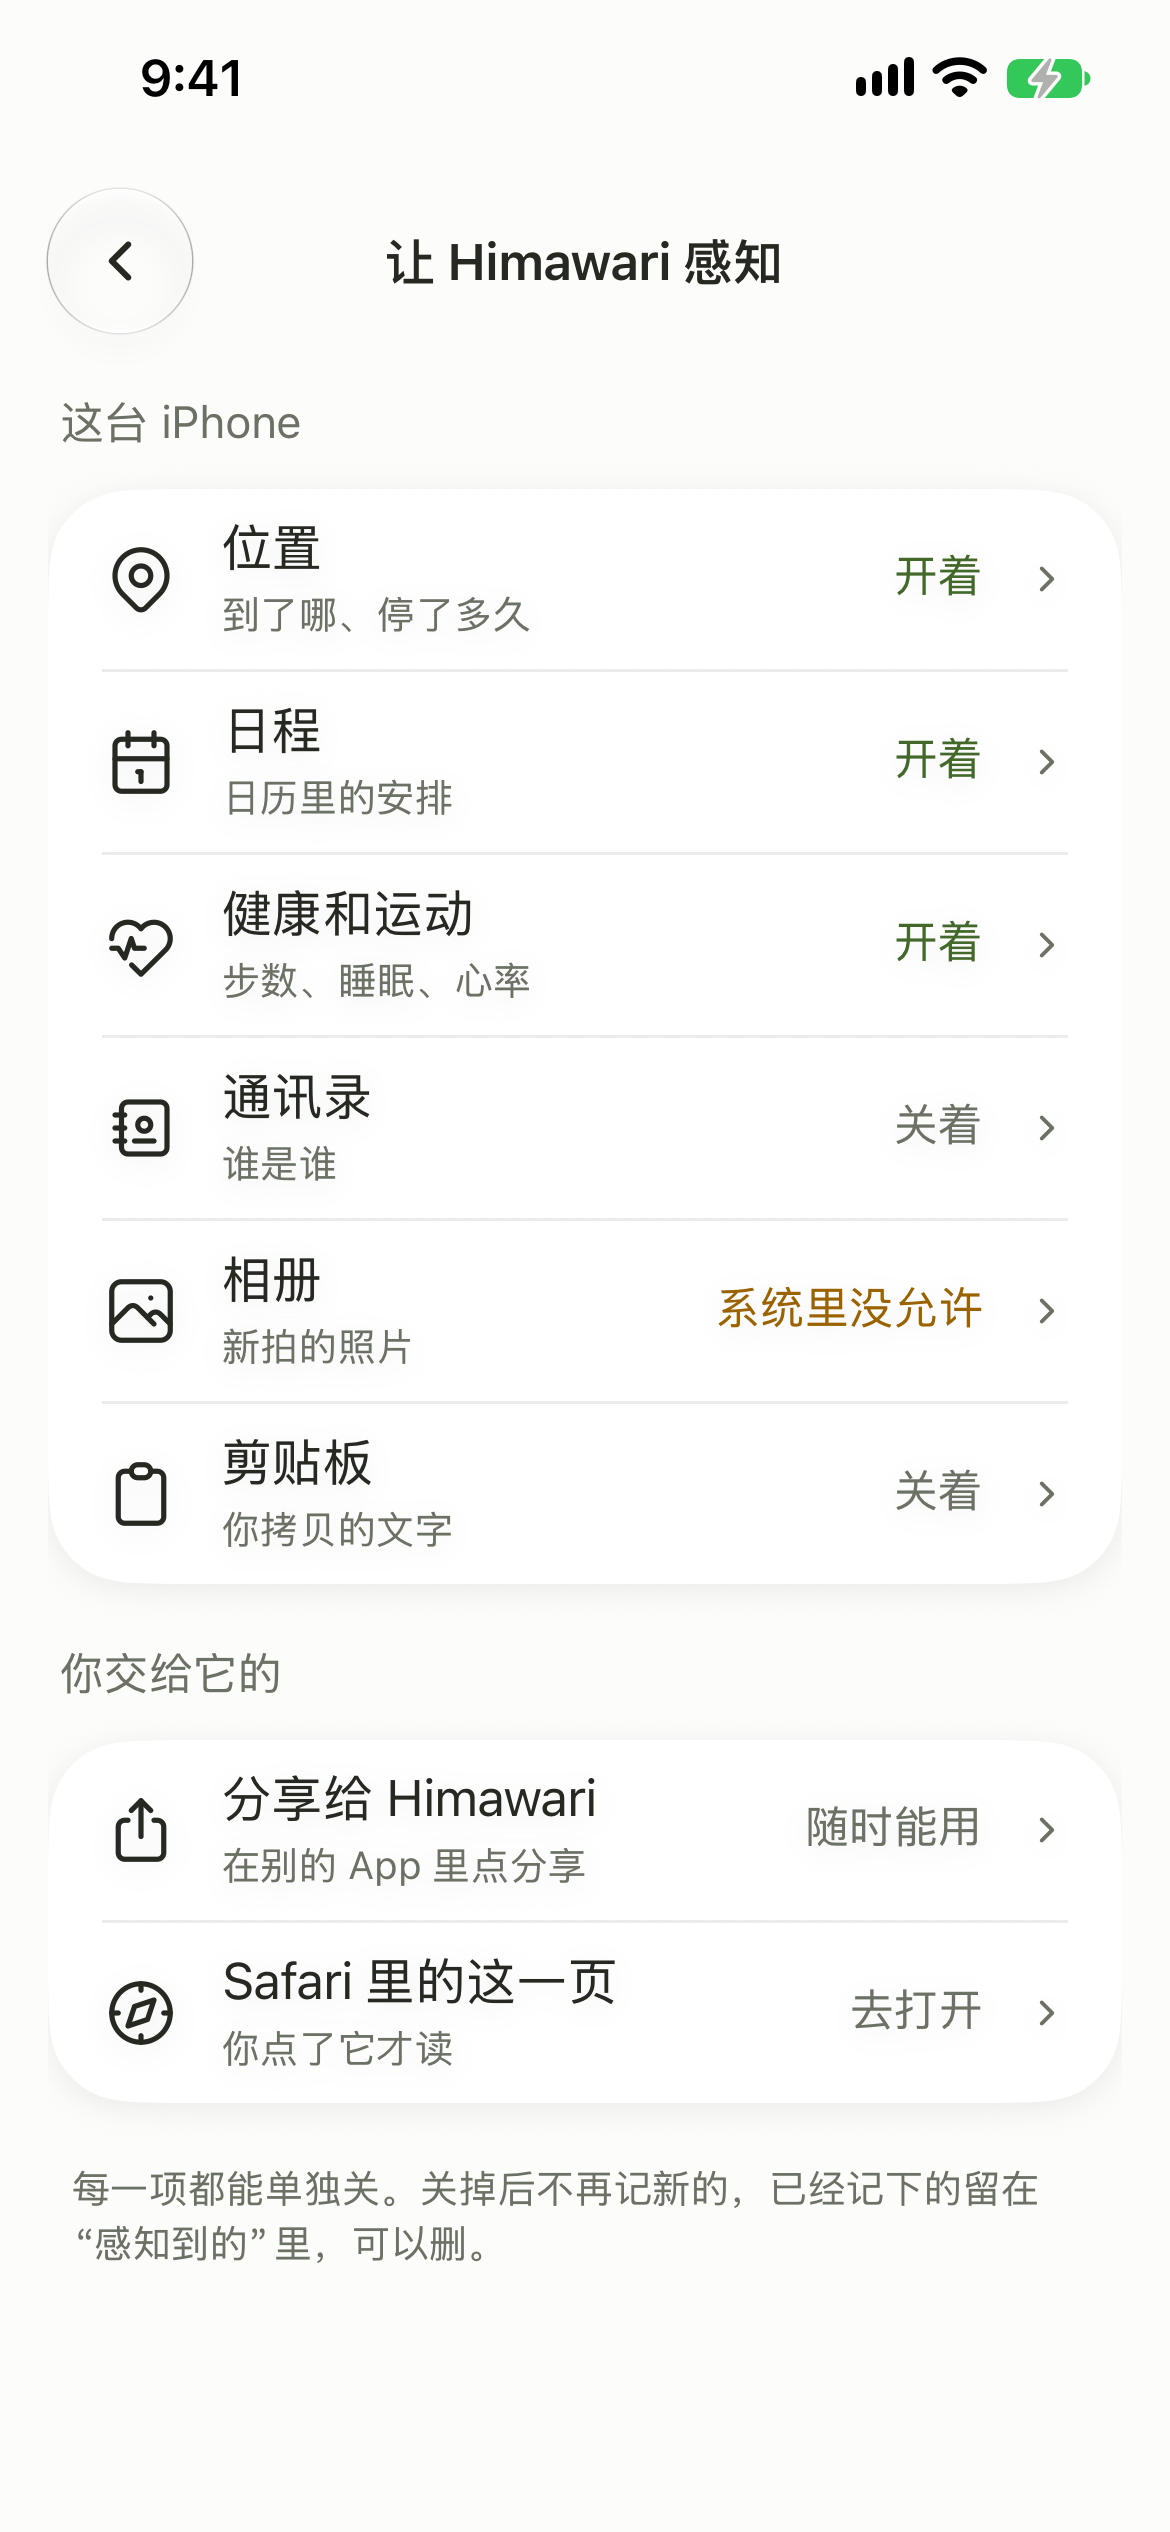 9:41
让 Himawari 感知
这台 iPhone
位置
到了哪、停了多久
开着
日程
日历里的安排
开着
健康和运动
步数、睡眠、心率
开着
通讯录
谁是谁
关着
相册
新拍的照片
系统里没允许
剪贴板
你拷贝的文字
关着
你交给它的
分享给 Himawari
在别的 App 里点分享
随时能用
Safari 里的这一页
你点了它才读
去打开
每一项都能单独关。关掉后不再记新的，已经记下的留在
“感知到的”里，可以删。